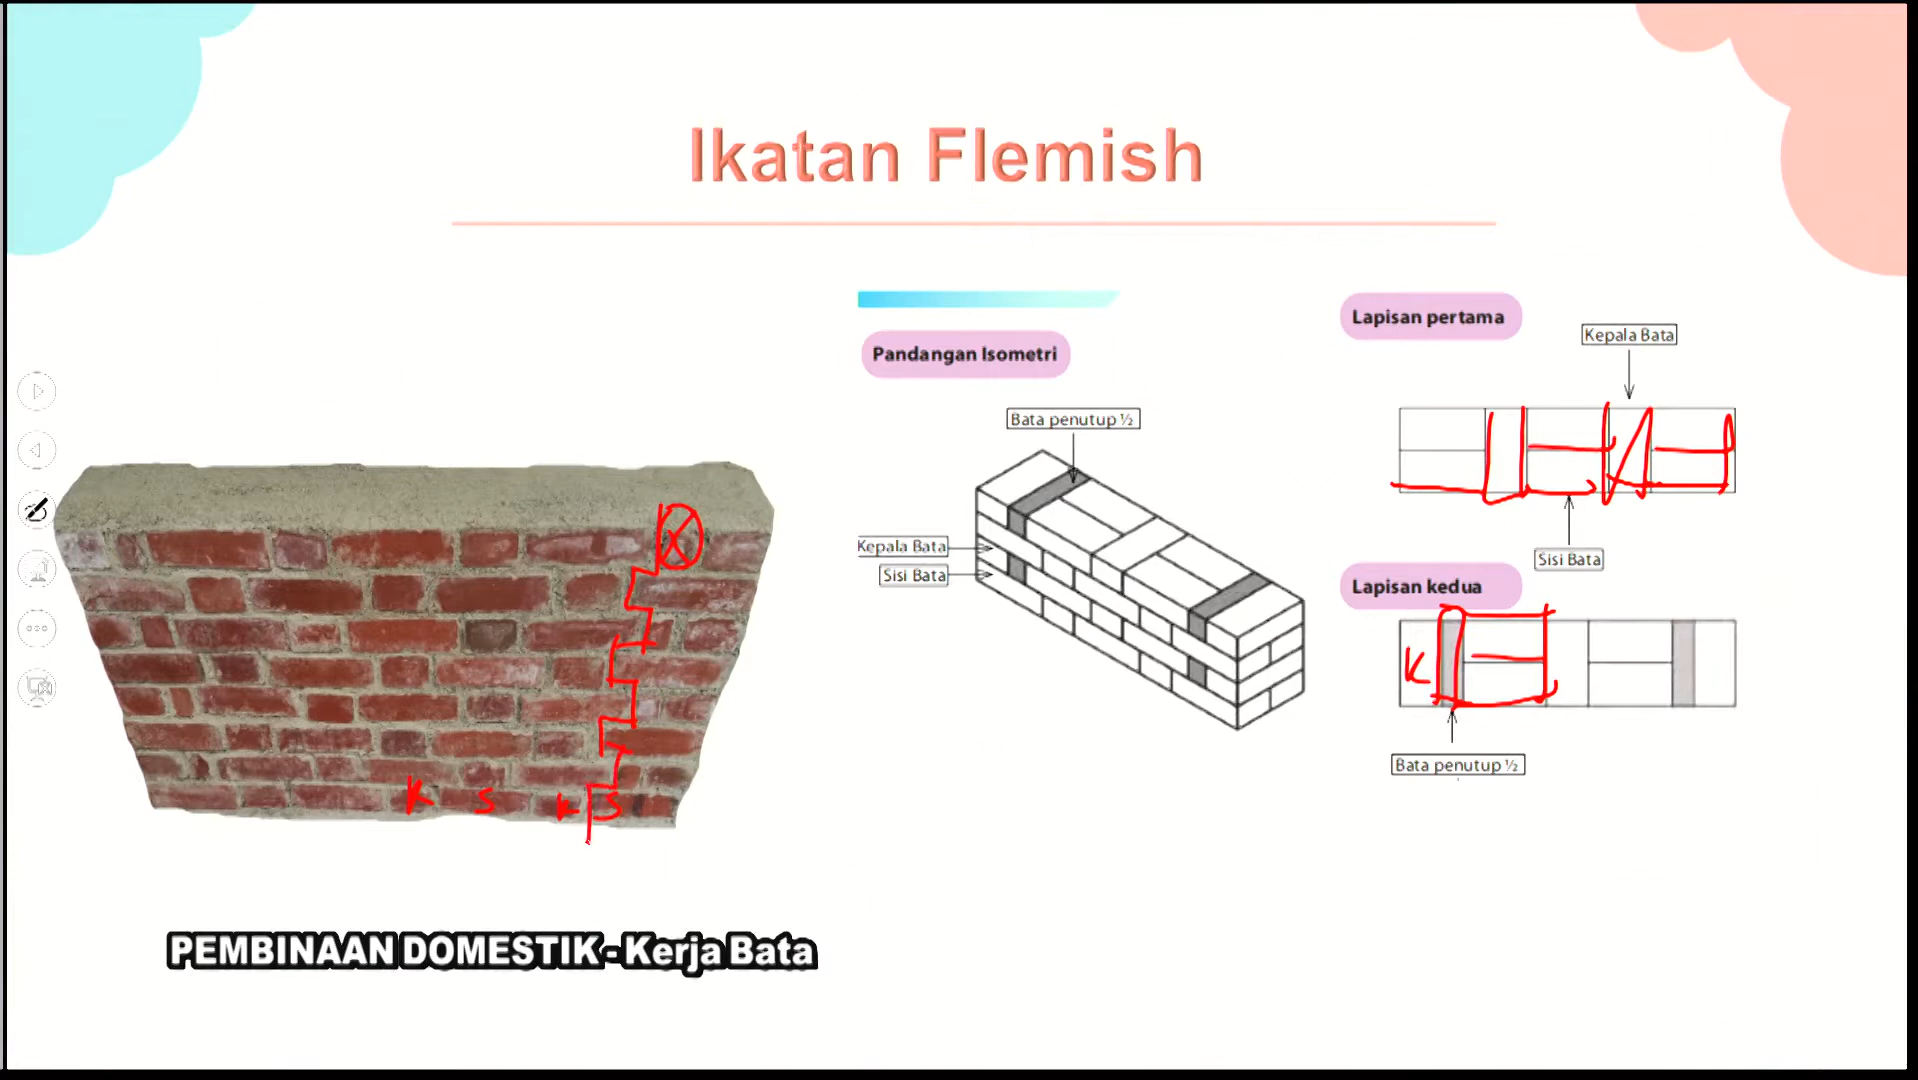 Ikatan Flemish
Pandangan Isometri
Bata penutup ½
Kepala Bata
Sisi Bata
Lapisan pertama
Kepala Bata
Sisi Bata
Lapisan kedua
K
Bata penutup ½
K S K S
PEMBINAAN DOMESTIK - Kerja Bata